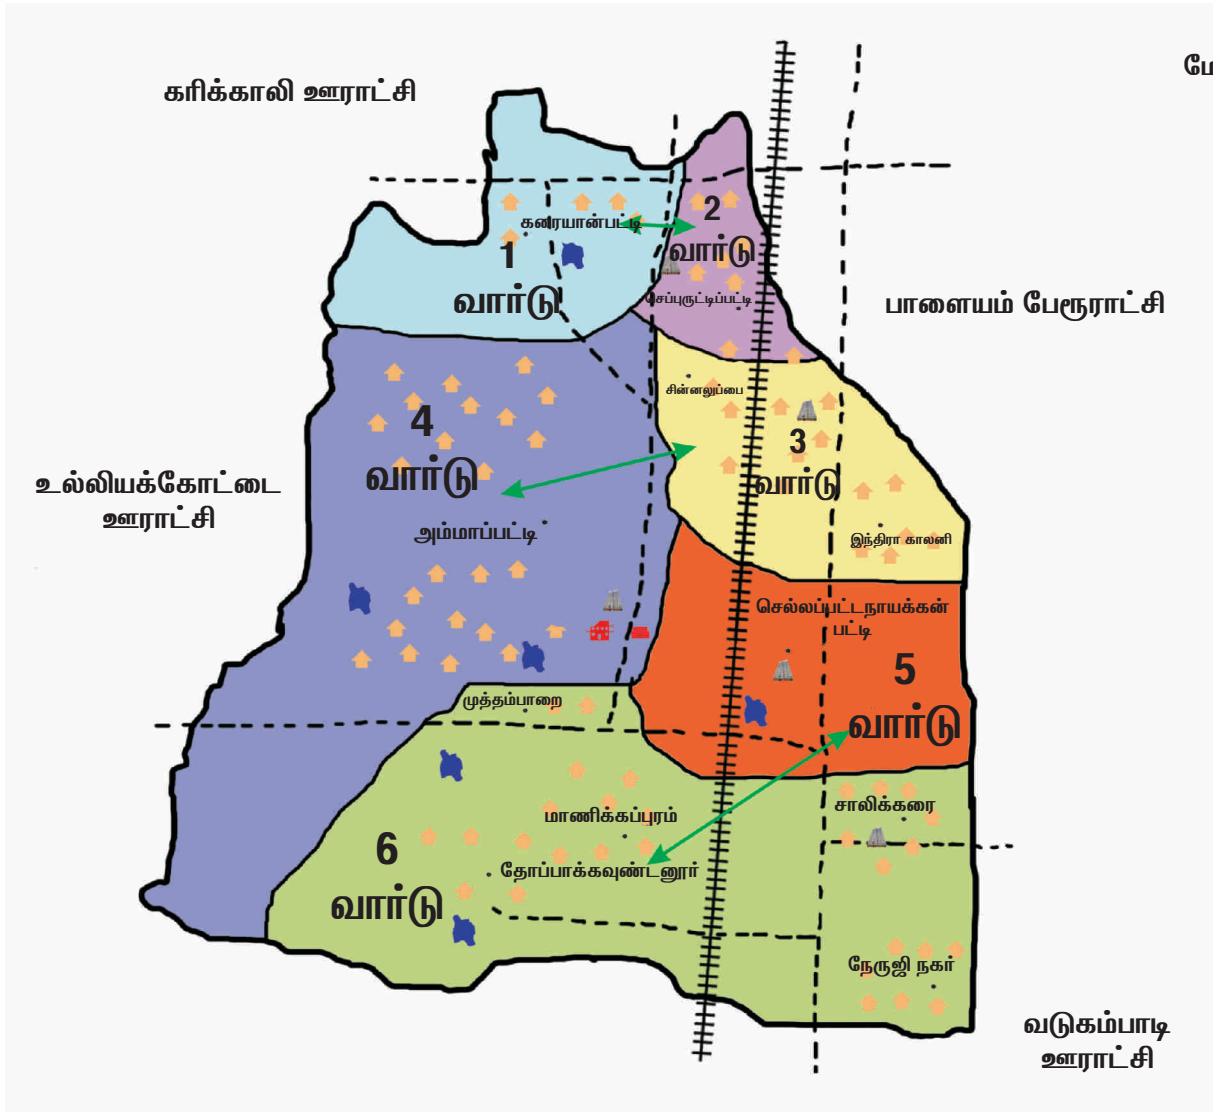 கரிக்காலி ஊராட்சி
கரையான்பட்டி
1
வார்டு
2
வார்டு
செப்புருட்டிப்பட்டி
பாளையம் பேரூராட்சி
சின்னலுப்பை
3
வார்டு
இந்திரா காலனி
4
வார்டு
அம்மாப்பட்டி
உல்லியக்கோட்டை
ஊராட்சி
செல்லப்பட்டநாயக்கன்
பட்டி
5
வார்டு
முத்தம்பாறை
மாணிக்கப்புரம்
சாலிக்கரை
6
வார்டு
தோப்பாக்கவுண்டனூர்
நேருஜி நகர்
வடுகம்பாடி
ஊராட்சி